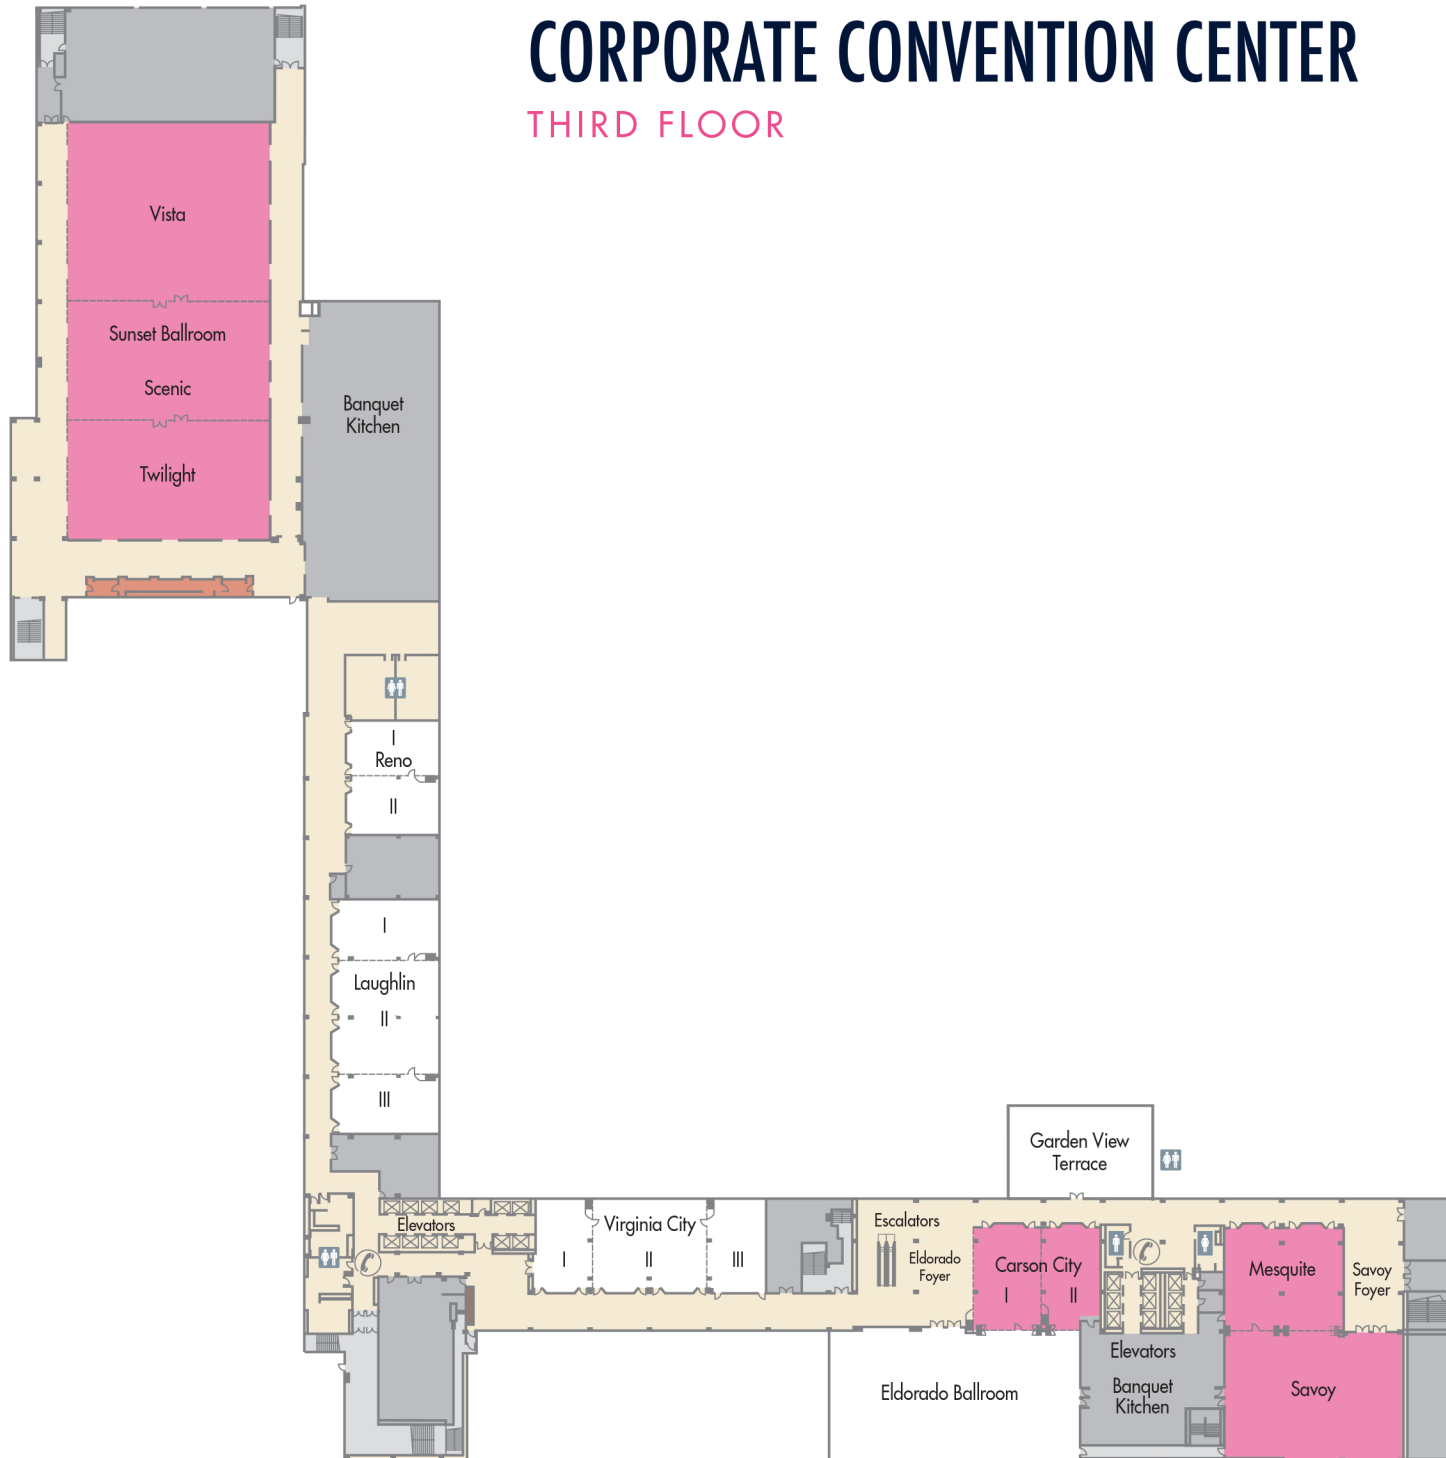 CORPORATE CONVENTION CENTER
THIRD FLOOR
Vista
Sunset Ballroom
Scenic
Twilight
Banquet
Kitchen
I
Reno
II
I
Laughlin
II
III
Elevators
Virginia City
I
II
III
Garden View
Terrace
Escalators
Eldorado
Foyer
Carson City
I
II
Mesquite
Savoy
Foyer
Elevators
Banquet
Kitchen
Eldorado Ballroom
Savoy